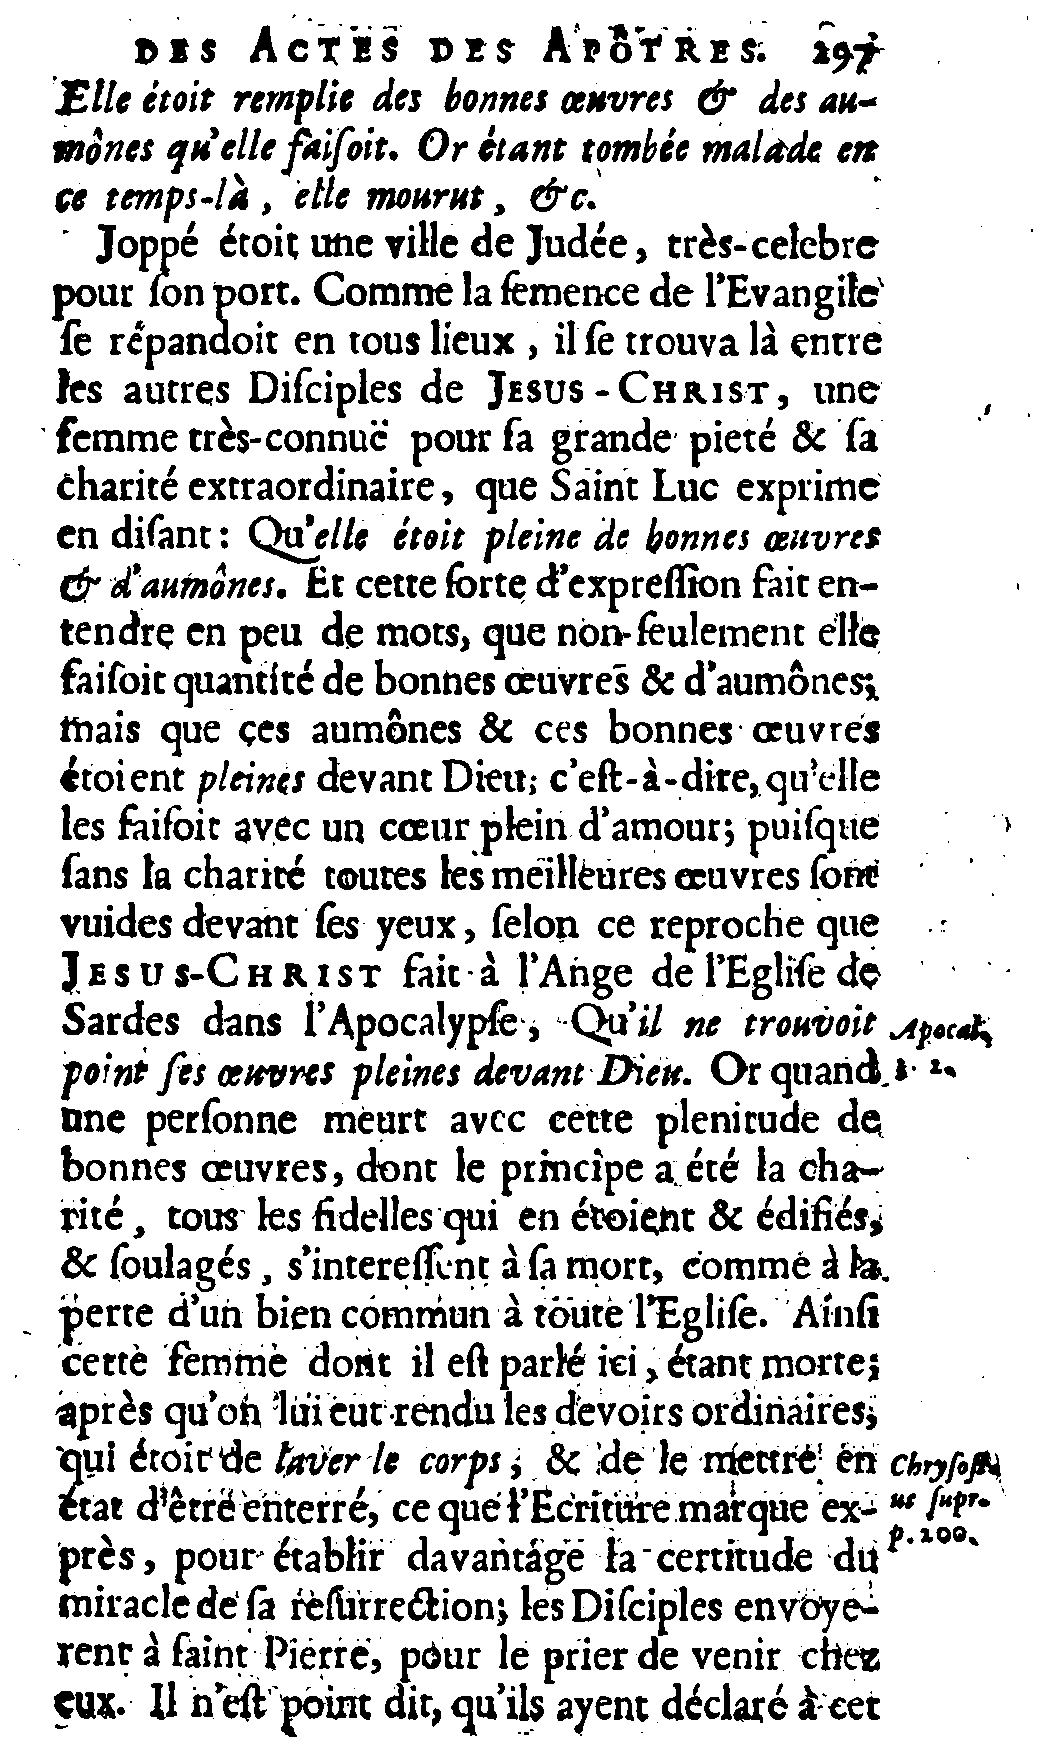 DES ACTES DES APÔTRES. 297
Elle étoit remplie des bonnes œuvres & des au-
mônes qu'elle faiſoit. Or étant tombée malade en
ce temps-là, elle mourut, &c.
Joppé étoit une ville de Judée, très-celebre
pour ſon port. Comme la ſemence de l'Evangile
ſe répandoit en tous lieux, il ſe trouva là entre
les autres Diſciples de JESUS-CHRIST, une
femme très-connuë pour ſa grande pieté & ſa
charité extraordinaire, que Saint Luc exprime
en diſant: Qu'elle étoit pleine de bonnes œuvres
& d'aumônes. Et cette ſorte d'expreſſion fait en-
tendre en peu de mots, que non-ſeulement elle
faiſoit quantité de bonnes œuvres & d'aumônes;
mais que ces aumônes & ces bonnes œuvres
étoient pleines devant Dieu; c'eſt-à-dire, qu'elle
les faiſoit avec un cœur plein d'amour; puiſque
ſans la charité toutes les meilleures œuvres ſont
vuides devant ſes yeux, ſelon ce reproche que
JESUS-CHRIST fait à l'Ange de l'Egliſe de
Sardes dans l'Apocalypſe, Qu'il ne trouvoit
Apocal.
point ſes œuvres pleines devant Dieu. Or quand
3. 2.
une perſonne meurt avec cette plenitude de
bonnes œuvres, dont le principe a été la cha-
rité, tous les fidelles qui en étoient & édifiés,
& ſoulagés, s'intereſſent à ſa mort, comme à la
perte d'un bien commun à toute l'Egliſe. Ainſi
cette femme dont il eſt parlé ici, étant morte;
après qu'on lui eut rendu les devoirs ordinaires,
qui étoit de laver le corps, & de le mettre en
Chryſoſt.
état d'être enterré, ce que l'Ecriture marque ex-
ut ſupr.
près, pour établir davantage la certitude du
p. 200.
miracle de ſa reſurrection; les Diſciples envoye-
rent à ſaint Pierre, pour le prier de venir chez
eux. Il n'eſt point dit, qu'ils ayent déclaré à cet